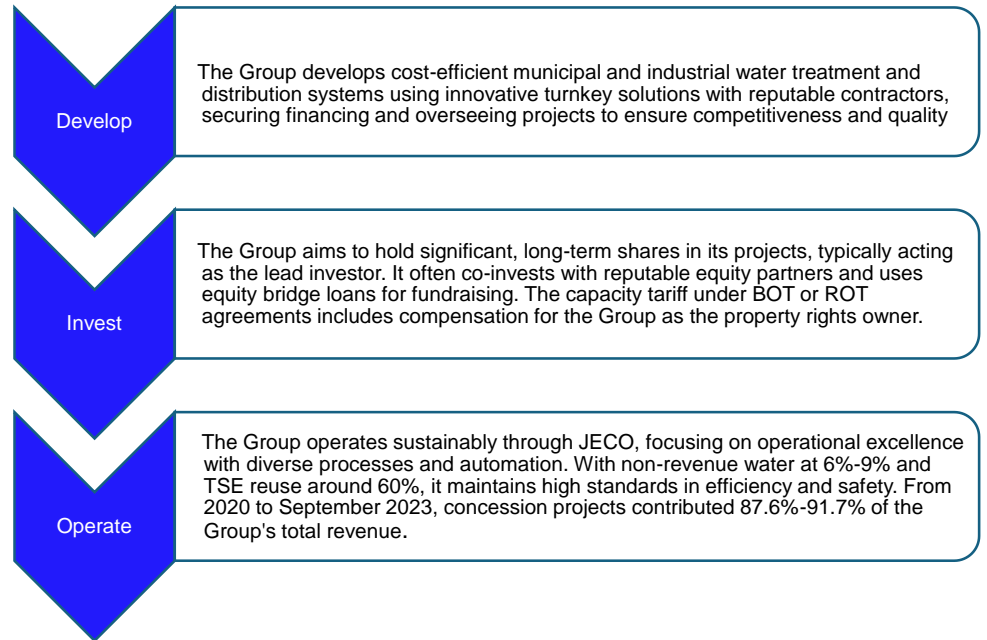 Develop
The Group develops cost-efficient municipal and industrial water treatment and
distribution systems using innovative turnkey solutions with reputable contractors,
securing financing and overseeing projects to ensure competitiveness and quality
Invest
The Group aims to hold significant, long-term shares in its projects, typically acting
as the lead investor. It often co-invests with reputable equity partners and uses
equity bridge loans for fundraising. The capacity tariff under BOT or ROT
agreements includes compensation for the Group as the property rights owner.
Operate
The Group operates sustainably through JECO, focusing on operational excellence
with diverse processes and automation. With non-revenue water at 6%-9% and
TSE reuse around 60%, it maintains high standards in efficiency and safety. From
2020 to September 2023, concession projects contributed 87.6%-91.7% of the
Group's total revenue.